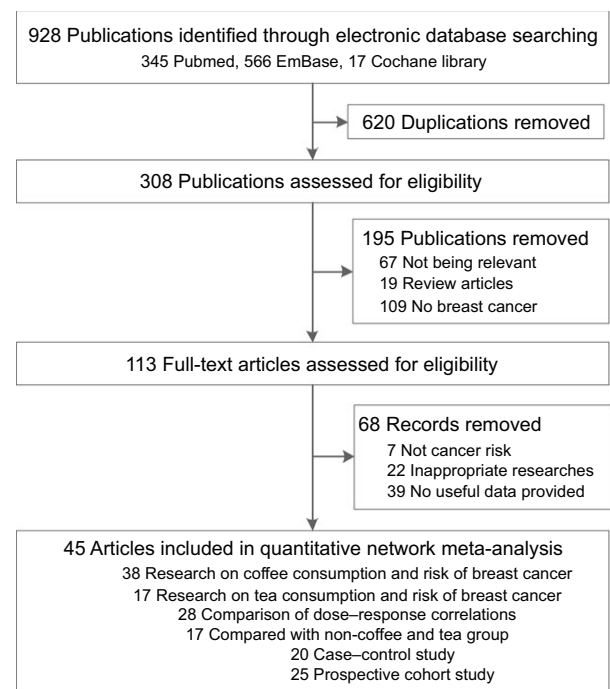 928 Publications identified through electronic database searching
345 Pubmed, 566 EmBase, 17 Cochane library
620 Duplications removed
308 Publications assessed for eligibility
195 Publications removed
67 Not being relevant
19 Review articles
109 No breast cancer
113 Full-text articles assessed for eligibility
68 Records removed
7 Not cancer risk
22 Inappropriate researches
39 No useful data provided
45 Articles included in quantitative network meta-analysis
38 Research on coffee consumption and risk of breast cancer
17 Research on tea consumption and risk of breast cancer
28 Comparison of dose–response correlations
17 Compared with non-coffee and tea group
20 Case–control study
25 Prospective cohort study